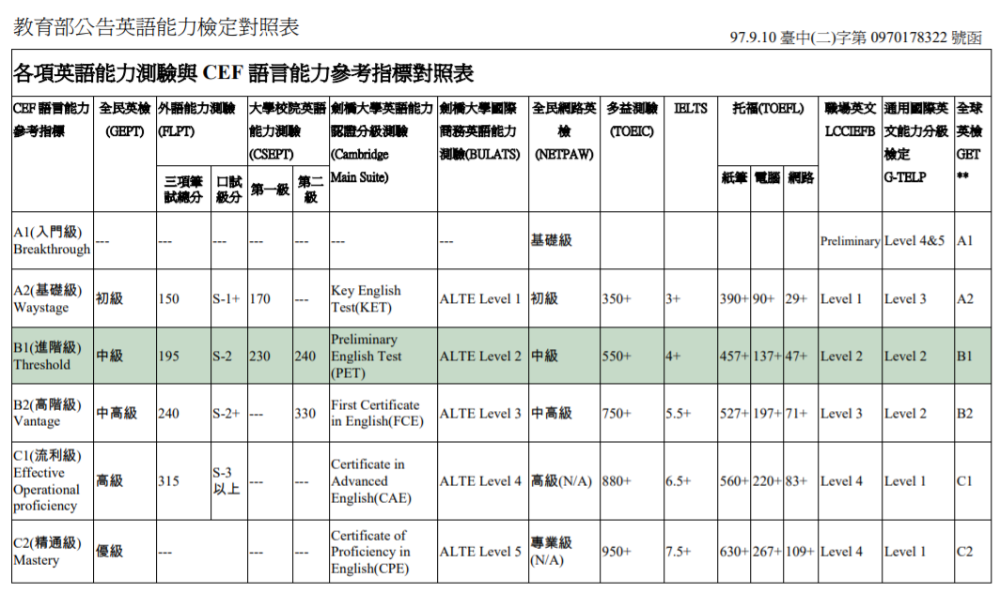 教育部公告英語能力檢定對照表
97.9.10 臺中(二)字第 0970178322 號函
各項英語能力測驗與 CEF 語言能力參考指標對照表
CEF 語言能力參考指標 全民英檢(GEPT) 外語能力測驗(FLPT) 大學校院英語能力測驗(CSEPT) 劍橋大學英語能力認證分級測驗(Cambridge Main Suite) 劍橋大學國際商務英語能力測驗(BULATS) 全民網路英檢(NETPAW) 多益測驗(TOEIC) IELTS 托福(TOEFL) 職場英文LCCIEFB 通用國際英文能力分級檢定G-TELP 全球英檢GET**
三項筆試總分 口試級分 第一級 第二級 紙筆 電腦 網路
A1(入門級) Breakthrough --- --- --- --- --- --- --- 基礎級 Preliminary Level 4&5 A1
A2(基礎級) Waystage 初級 150 S-1+ 170 --- Key English Test(KET) ALTE Level 1 初級 350+ 3+ 390+ 90+ 29+ Level 1 Level 3 A2
B1(進階級) Threshold 中級 195 S-2 230 240 Preliminary English Test (PET) ALTE Level 2 中級 550+ 4+ 457+ 137+ 47+ Level 2 Level 2 B1
B2(高階級) Vantage 中高級 240 S-2+ --- 330 First Certificate in English(FCE) ALTE Level 3 中高級 750+ 5.5+ 527+ 197+ 71+ Level 3 Level 2 B2
C1(流利級) Effective Operational proficiency 高級 315 S-3以上 --- --- Certificate in Advanced English(CAE) ALTE Level 4 高級(N/A) 880+ 6.5+ 560+ 220+ 83+ Level 4 Level 1 C1
C2(精通級) Mastery 優級 --- --- --- Certificate of Proficiency in English(CPE) ALTE Level 5 專業級(N/A) 950+ 7.5+ 630+ 267+ 109+ Level 4 Level 1 C2